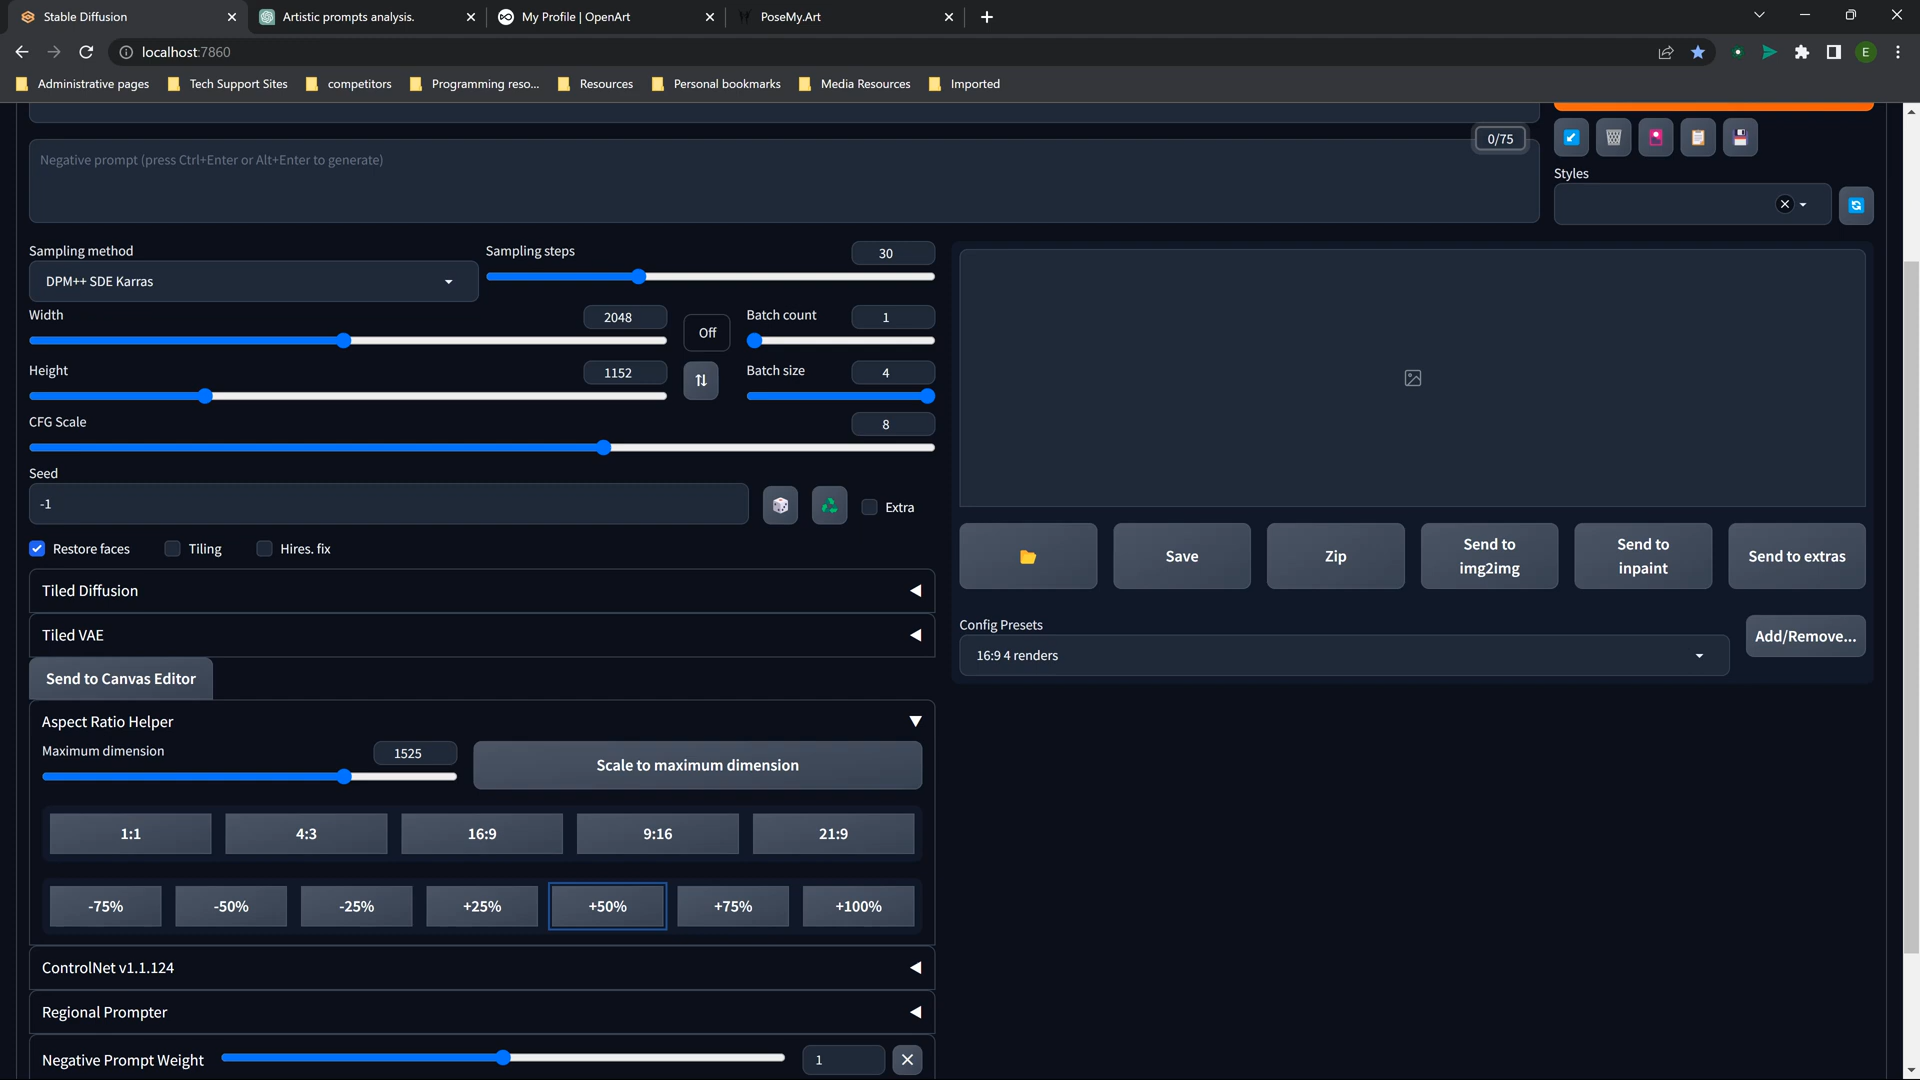 Stable Diffusion
Artistic prompts analysis.
My Profile | OpenArt
PoseMy.Art
localhost:7860
E
Administrative pages
Tech Support Sites
competitors
Programming reso...
Resources
Personal bookmarks
Media Resources
Imported
0/75
Negative prompt (press Ctrl+Enter or Alt+Enter to generate)
Styles
Sampling method
DPM++ SDE Karras
Sampling steps
30
Width
2048
Off
Batch count
1
Height
1152
Batch size
4
CFG Scale
8
Seed
-1
Extra
Restore faces
Tiling
Hires. fix
Save
Zip
Send to
img2img
Send to
inpaint
Send to extras
Tiled Diffusion
Tiled VAE
Config Presets
16:9 4 renders
Add/Remove...
Send to Canvas Editor
Aspect Ratio Helper
Maximum dimension
1525
Scale to maximum dimension
1:1
4:3
16:9
9:16
21:9
-75%
-50%
-25%
+25%
+50%
+75%
+100%
ControlNet v1.1.124
Regional Prompter
Negative Prompt Weight
1